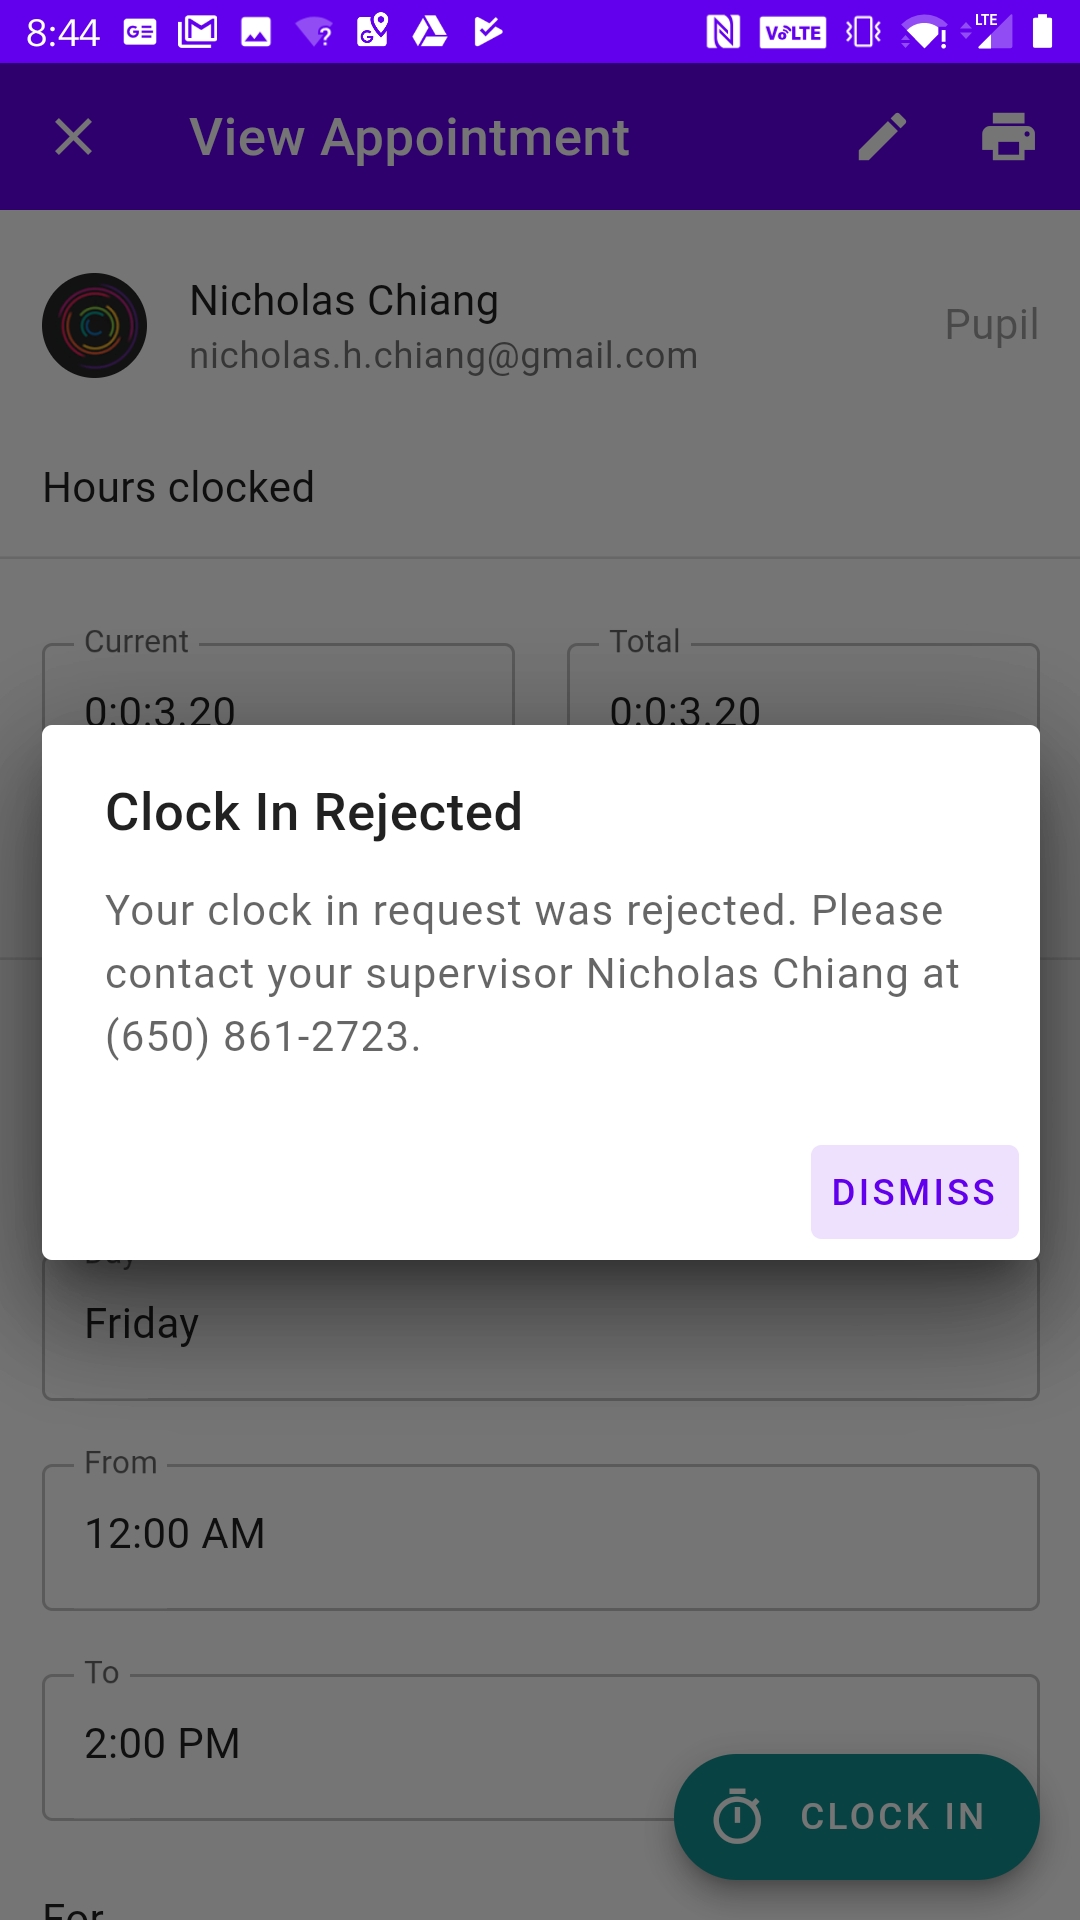 8:44
VoLTE
LTE
View Appointment
Nicholas Chiang
nicholas.h.chiang@gmail.com
Pupil
Hours clocked
Current
Total
0:0:3.20
0:0:3.20
Clock In Rejected
Your clock in request was rejected. Please
contact your supervisor Nicholas Chiang at
(650) 861-2723.
DISMISS
Day
Friday
From
12:00 AM
To
2:00 PM
CLOCK IN
For